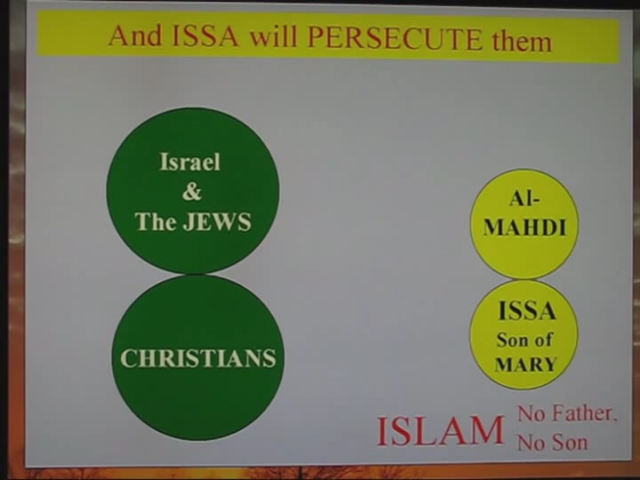 And ISSA will PERSECUTE them
Israel
&
The JEWS
CHRISTIANS
Al-
MAHDI
ISSA
Son of
MARY
ISLAM
No Father,
No Son